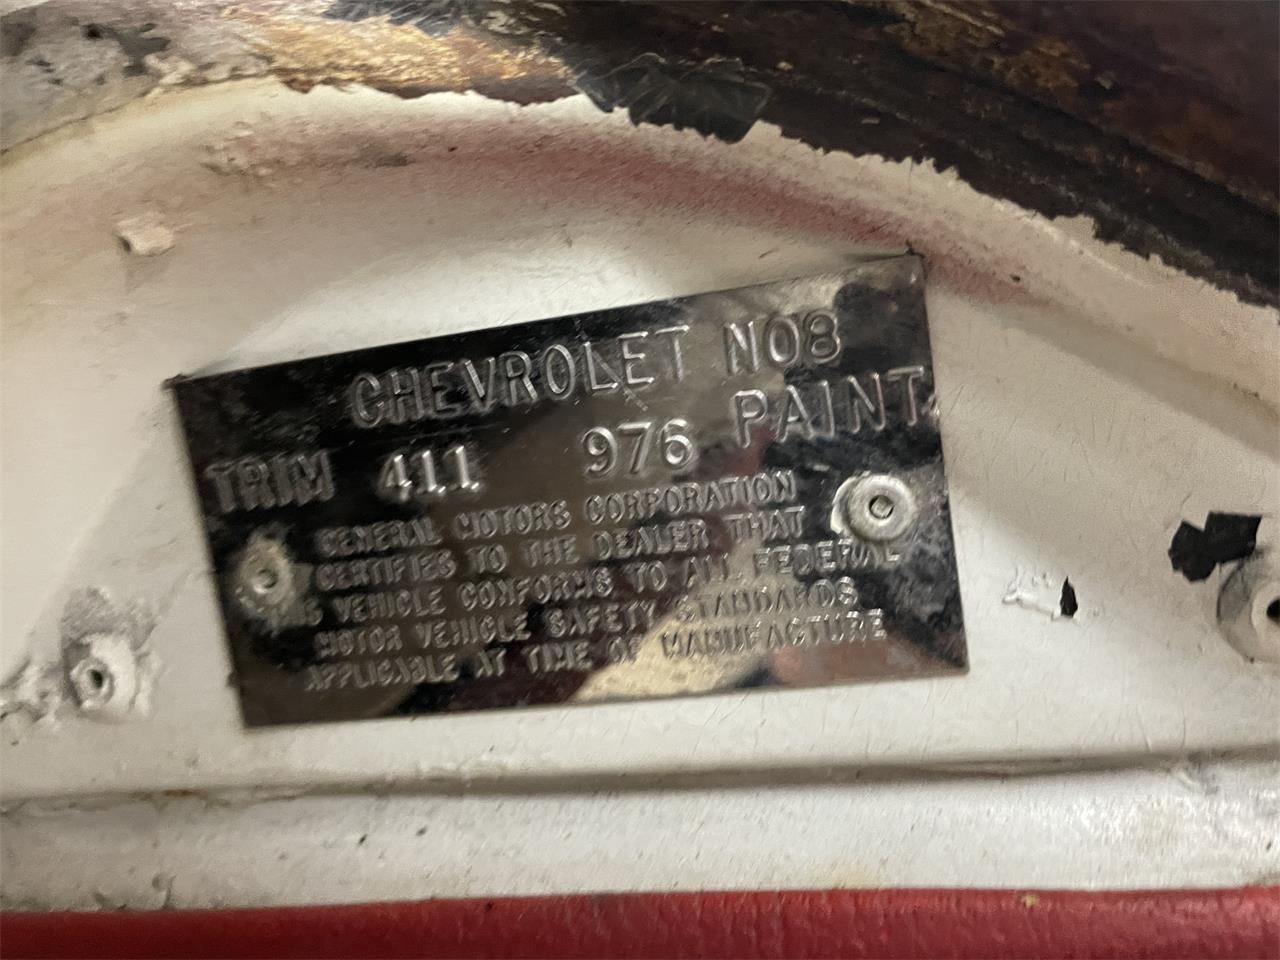 CHEVROLET NO8
TRIM 411 976 PAINT
GENERAL MOTORS CORPORATION
CERTIFIES TO THE DEALER THAT
VEHICLE CONFORMS TO ALL FEDERAL
MOTOR VEHICLE SAFETY STANDARDS
APPLICABLE AT TIME OF MANUFACTURE